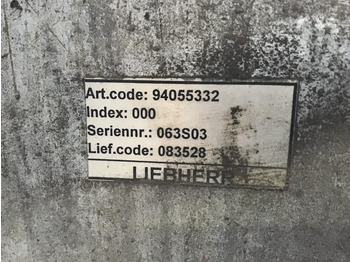 Art.code: 94055332
Index: 000
Seriennr.: 063S03
Lief.code: 083528
LIEBHERR